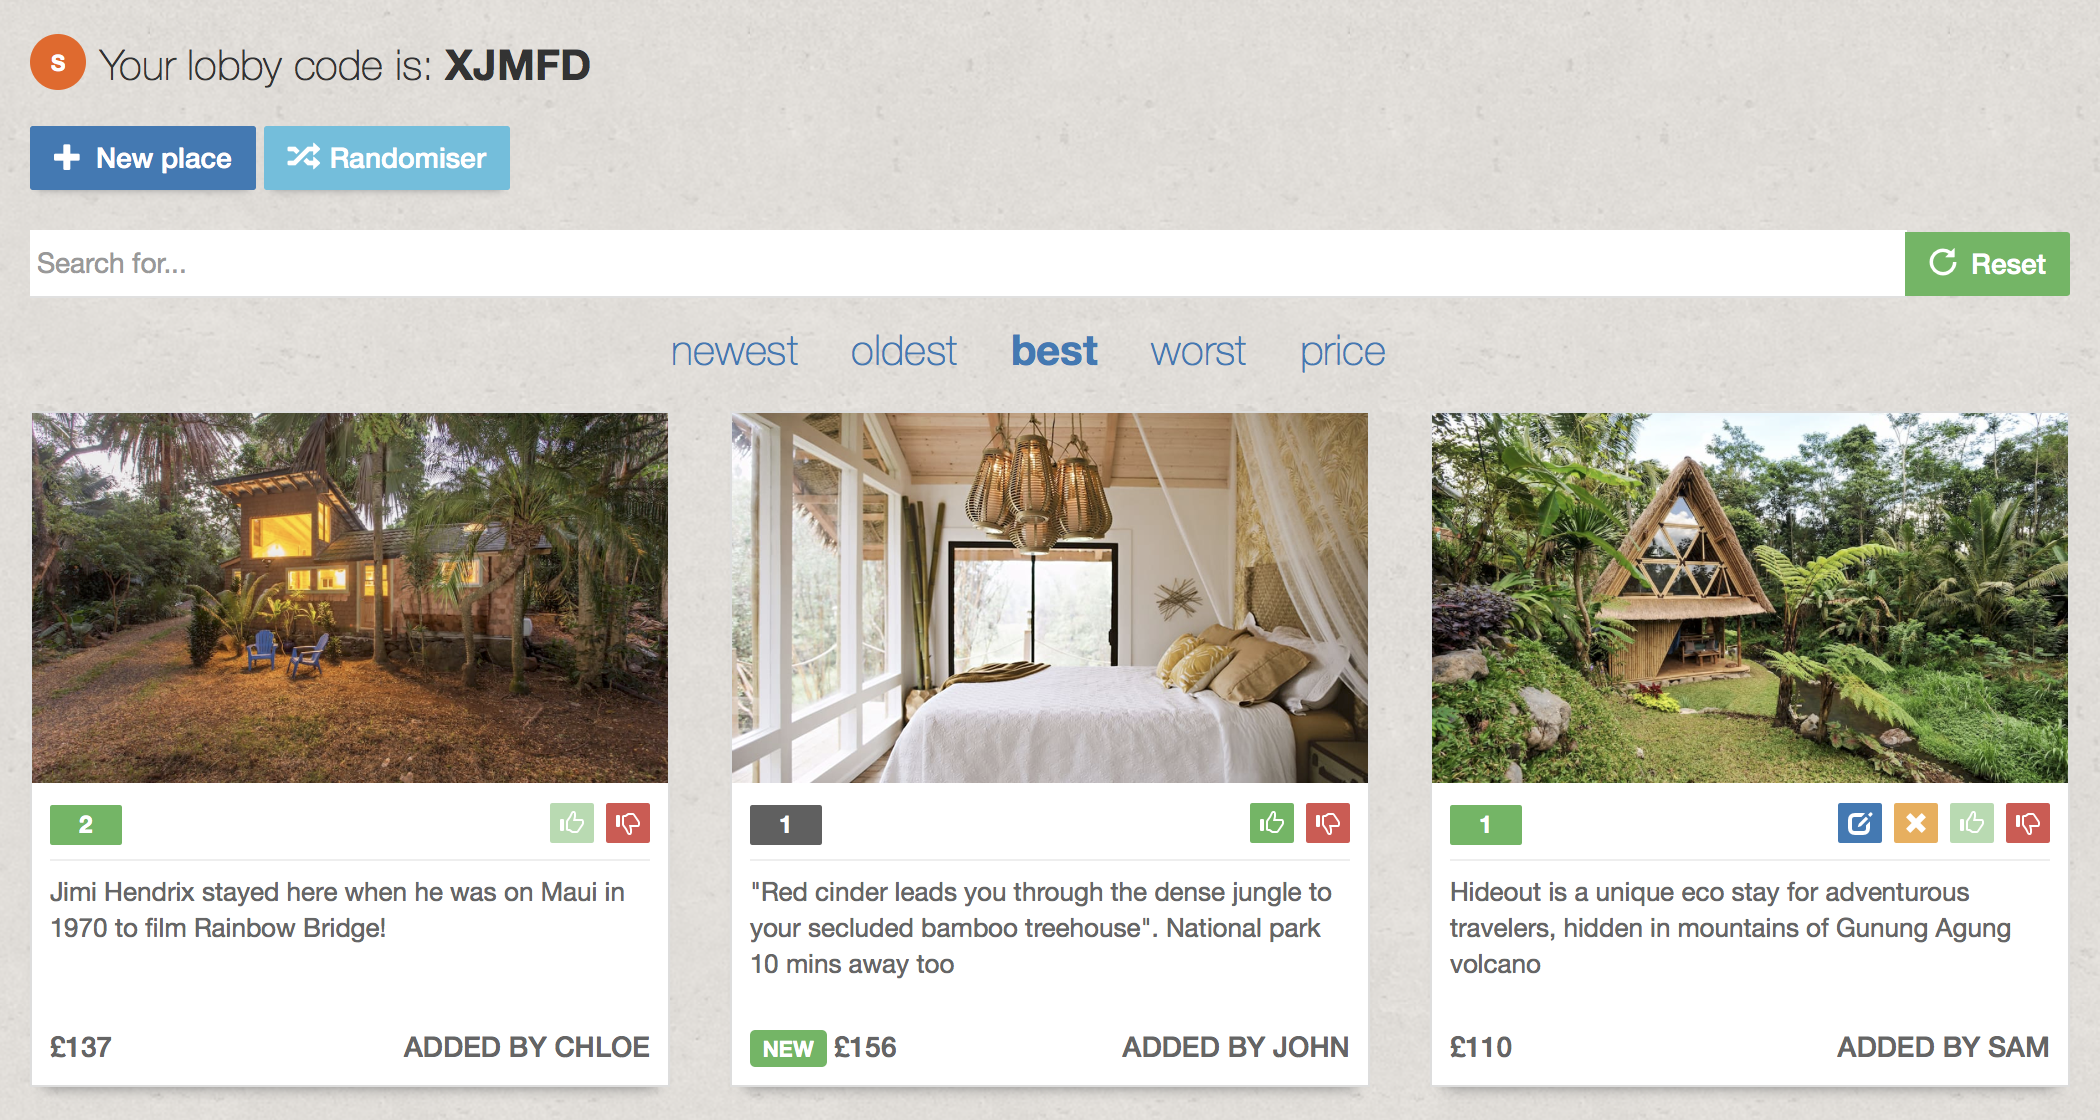 S Your lobby code is: XJMFD
New place Randomiser
Search for... Reset
newest oldest best worst price
2
Jimi Hendrix stayed here when he was on Maui in
1970 to film Rainbow Bridge!
£137 ADDED BY CHLOE
1
"Red cinder leads you through the dense jungle to
your secluded bamboo treehouse". National park
10 mins away too
NEW £156 ADDED BY JOHN
1
Hideout is a unique eco stay for adventurous
travelers, hidden in mountains of Gunung Agung
volcano
£110 ADDED BY SAM